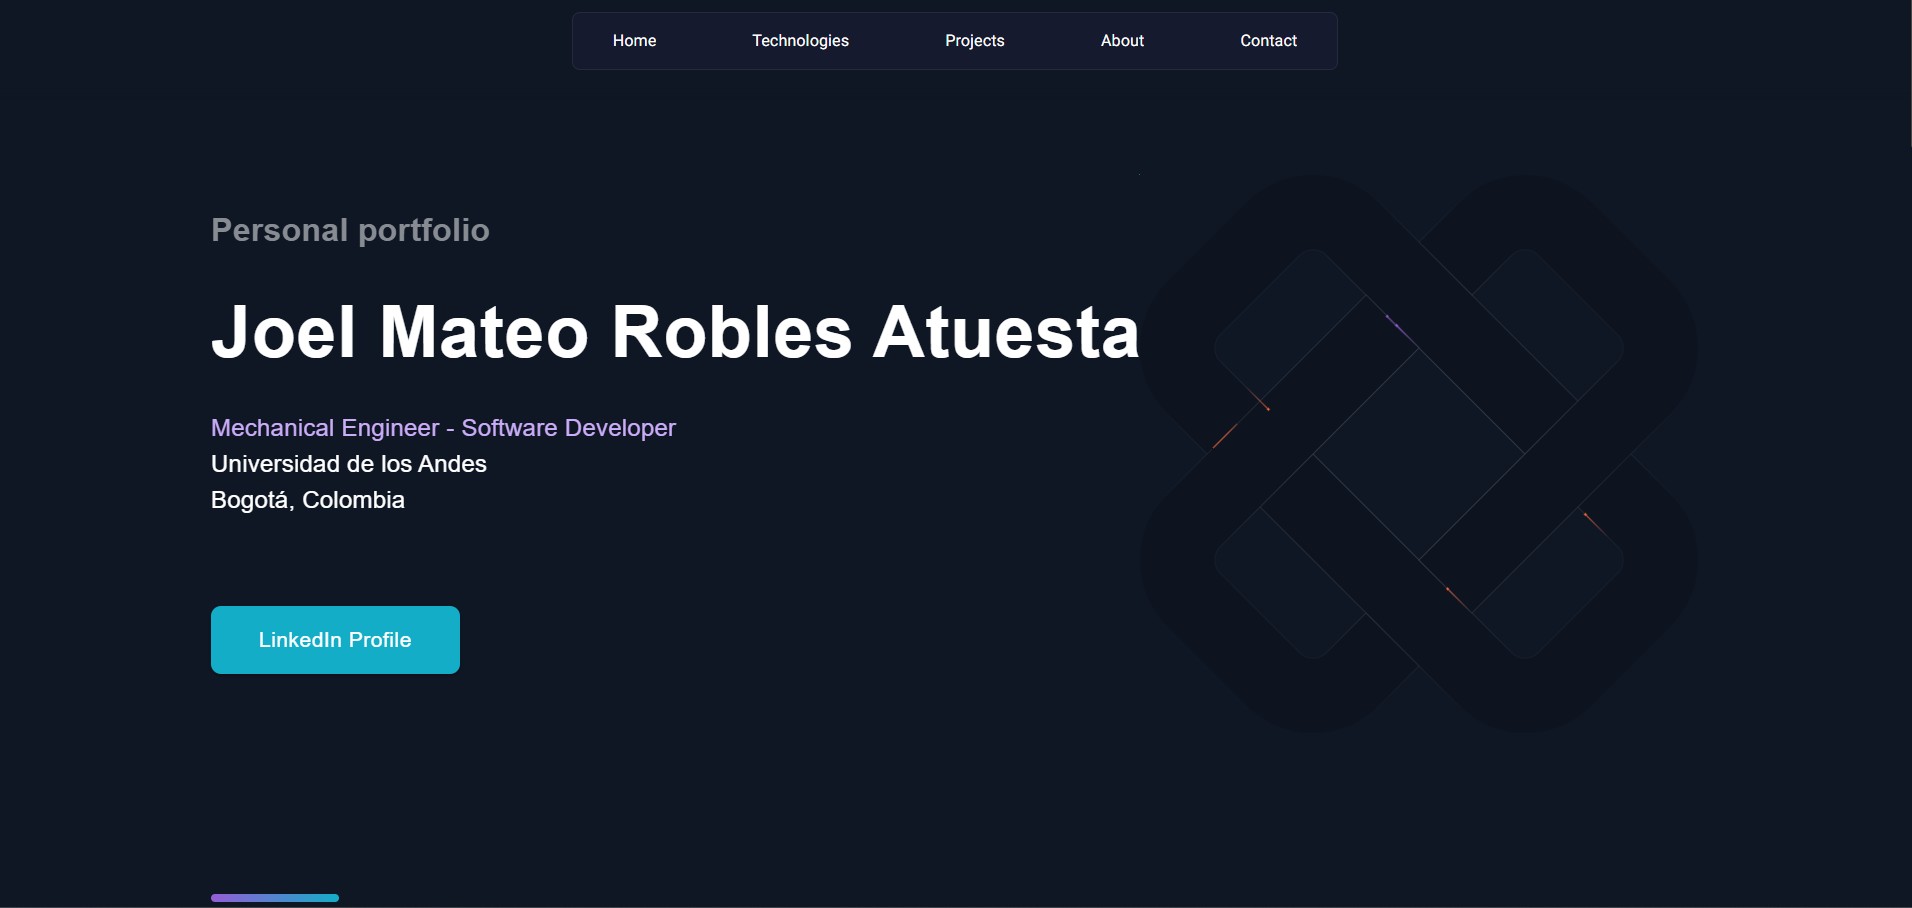 Home Technologies Projects About Contact
Personal portfolio
Joel Mateo Robles Atuesta
Mechanical Engineer - Software Developer
Universidad de los Andes
Bogotá, Colombia
LinkedIn Profile